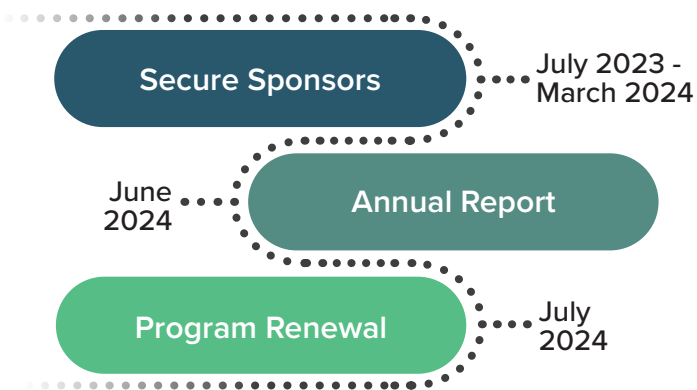 Secure Sponsors
July 2023 -
March 2024
June
2024
Annual Report
Program Renewal
July
2024